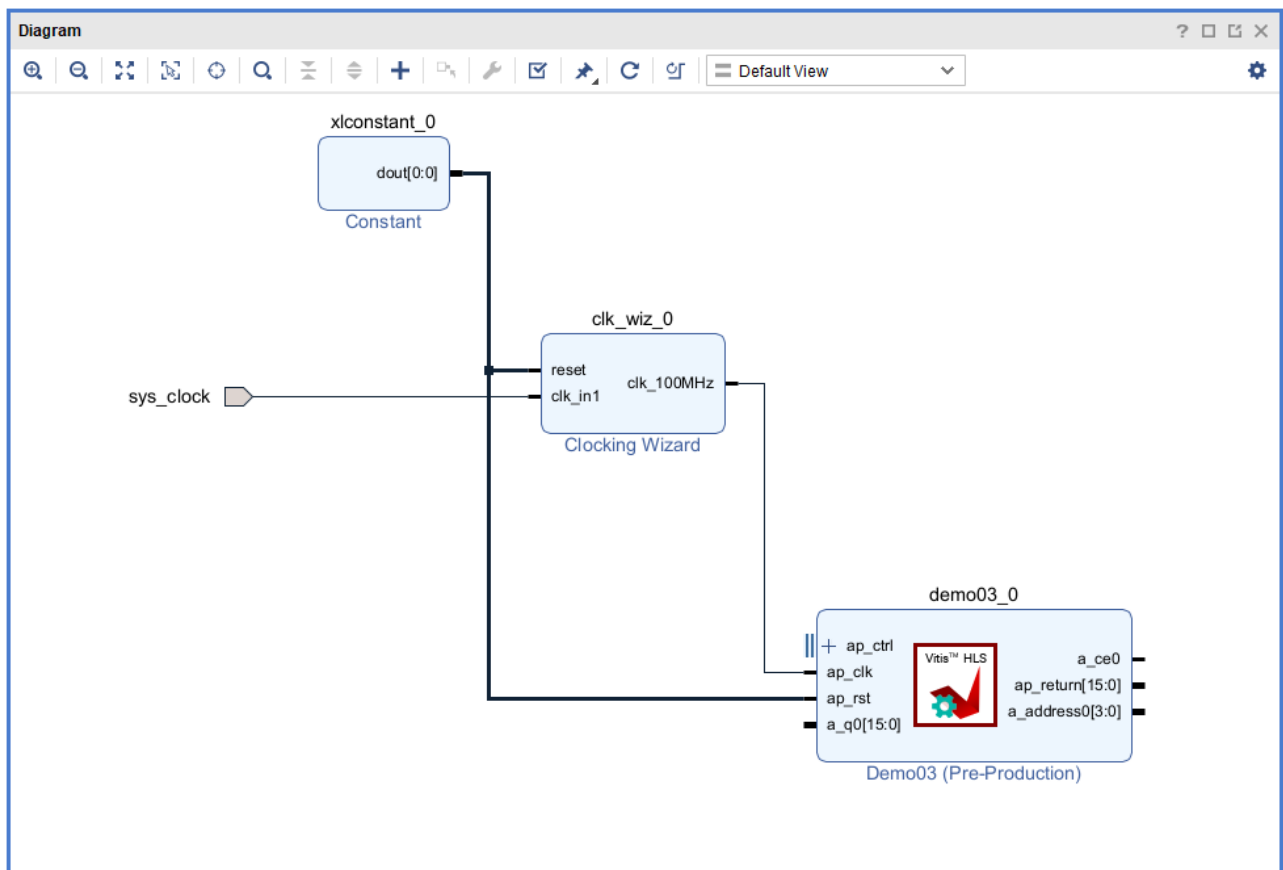 Diagram
Default View
xlconstant_0
dout[0:0]
Constant
clk_wiz_0
reset
clk_in1
clk_100MHz
Clocking Wizard
sys_clock
demo03_0
ap_ctrl
ap_clk
ap_rst
a_q0[15:0]
Vitis™ HLS
a_ce0
ap_return[15:0]
a_address0[3:0]
Demo03 (Pre-Production)